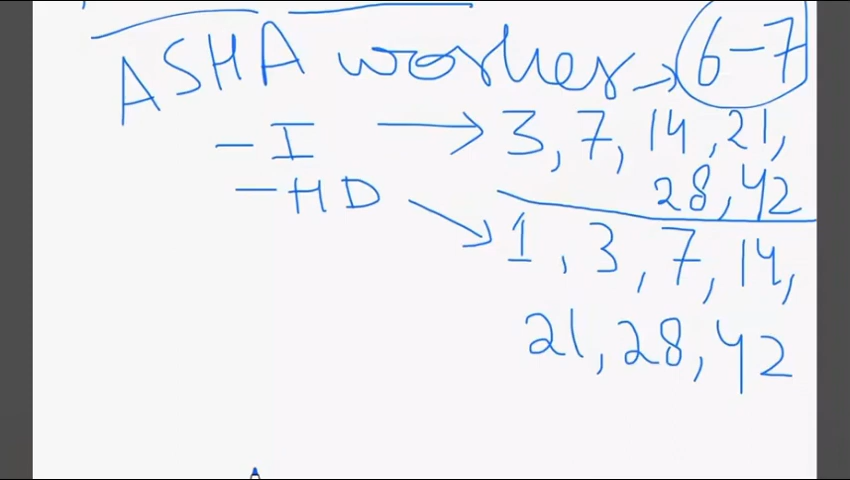 ASHA worker → 6-7
- I → 3, 7, 14, 21,
28, 42
- HD → 1, 3, 7, 14,
21, 28, 42